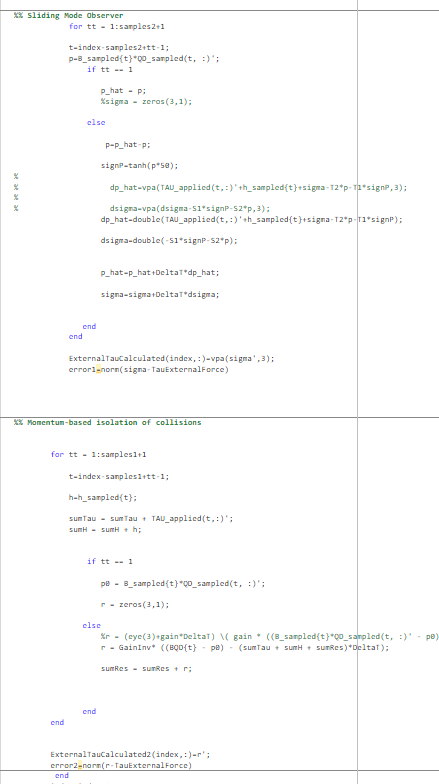 %% Sliding Mode Observer
for tt = 1:samples2+1
t=index-samples2+tt-1;
p=B_sampled{t}*QD_sampled(t, :)';
if tt == 1
p_hat = p;
%sigma = zeros(3,1);
else
p=p_hat-p;
signP=tanh(p*50);
%
% dp_hat=vpa(TAU_applied(t,:)'+h_sampled{t}+sigma-T2*p-T1*signP,3);
%
% dsigma=vpa(dsigma-S1*signP-S2*p,3);
dp_hat=double(TAU_applied(t,:)'+h_sampled{t}+sigma-T2*p-T1*signP);
dsigma=double(-S1*signP-S2*p);
p_hat=p_hat+DeltaT*dp_hat;
sigma=sigma+DeltaT*dsigma;
end
end
ExternalTauCalculated(index,:)=vpa(sigma',3);
error1=norm(sigma-TauExternalForce)
%% Momentum-based isolation of collisions
for tt = 1:samples1+1
t=index-samples1+tt-1;
h=h_sampled{t};
sumTau = sumTau + TAU_applied(t,:)';
sumH = sumH + h;
if tt == 1
p0 = B_sampled{t}*QD_sampled(t, :)';
r = zeros(3,1);
else
%r = (eye(3)+gain*DeltaT) \( gain * ((B_sampled{t}*QD_sampled(t, :)' - p0)
r = GainInv* ((BQD{t} - p0) - (sumTau + sumH + sumRes)*DeltaT);
sumRes = sumRes + r;
end
end
ExternalTauCalculated2(index,:)=r';
error2=norm(r-TauExternalForce)
end